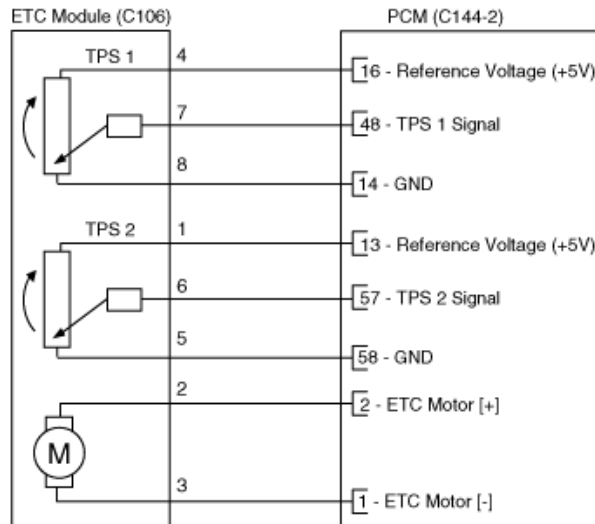 ETC Module (C106) PCM (C144-2)
TPS 1 4 16 - Reference Voltage (+5V)
7 48 - TPS 1 Signal
8 14 - GND
TPS 2 1 13 - Reference Voltage (+5V)
6 57 - TPS 2 Signal
5 58 - GND
2 2 - ETC Motor [+]
M
3 1 - ETC Motor [-]